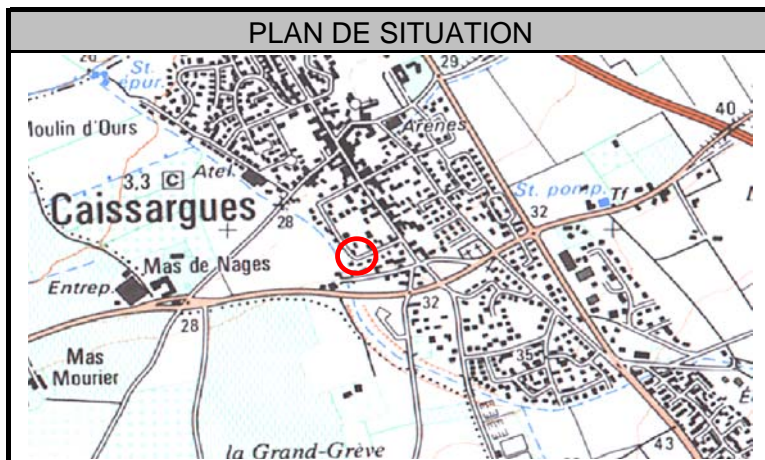 PLAN DE SITUATION
St.
épur.
29
40
Moulin d'Ours
Arènes
Atel.
3.3 C
St. pomp.
Tf
Caissargues
28
32
Mas de Nages
Entrep.
28
32
Mas
Mourier
35
la Grand-Grève
43